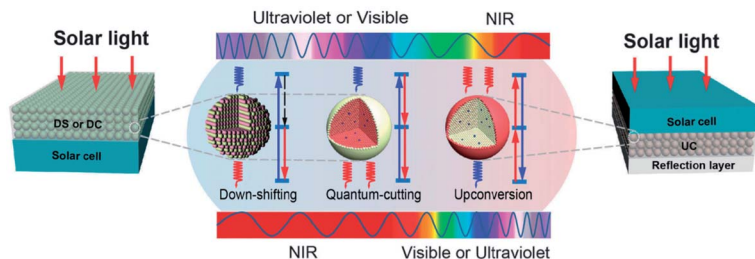 Ultraviolet or Visible
NIR
Solar light
Solar light
DS or DC
Solar cell
Down-shifting
Quantum-cutting
Upconversion
Solar cell
UC
Reflection layer
NIR
Visible or Ultraviolet